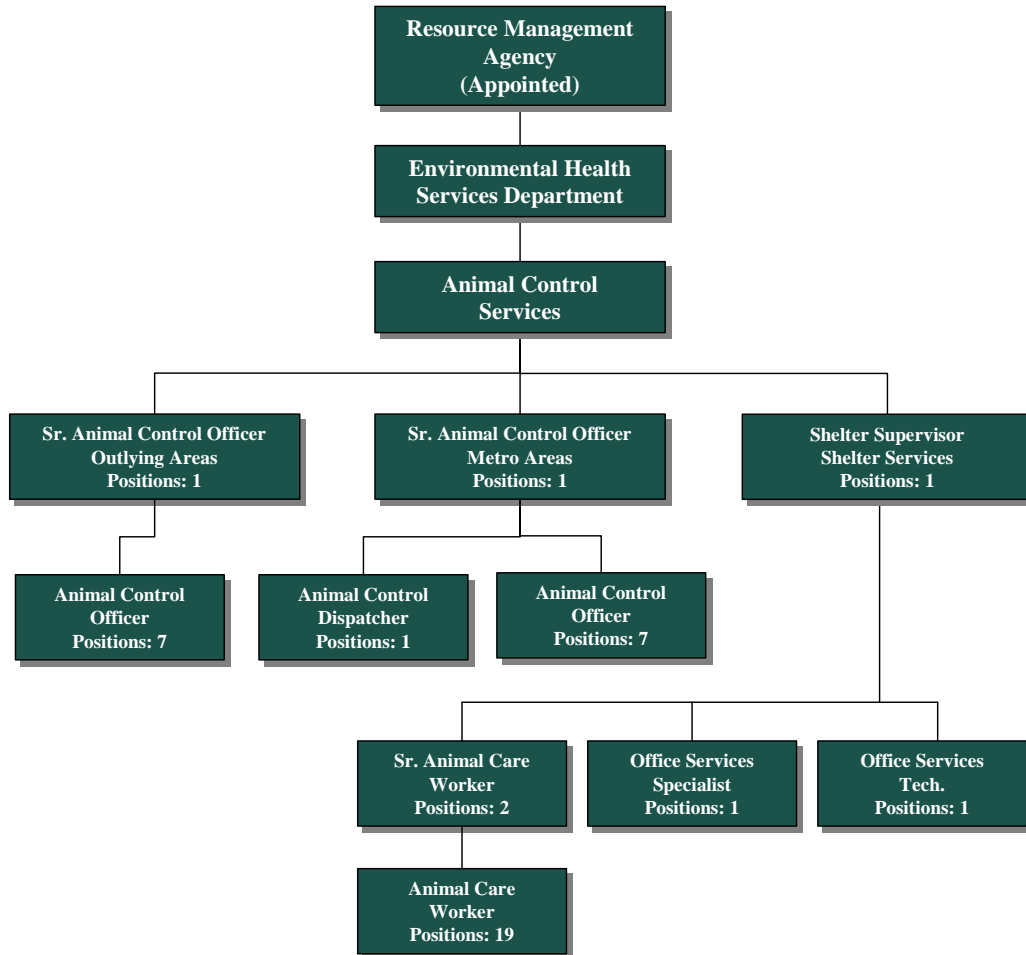 Resource Management
Agency
(Appointed)
Environmental Health
Services Department
Animal Control
Services
Sr. Animal Control Officer
Outlying Areas
Positions: 1
Sr. Animal Control Officer
Metro Areas
Positions: 1
Shelter Supervisor
Shelter Services
Positions: 1
Animal Control
Officer
Positions: 7
Animal Control
Dispatcher
Positions: 1
Animal Control
Officer
Positions: 7
Sr. Animal Care
Worker
Positions: 2
Office Services
Specialist
Positions: 1
Office Services
Tech.
Positions: 1
Animal Care
Worker
Positions: 19